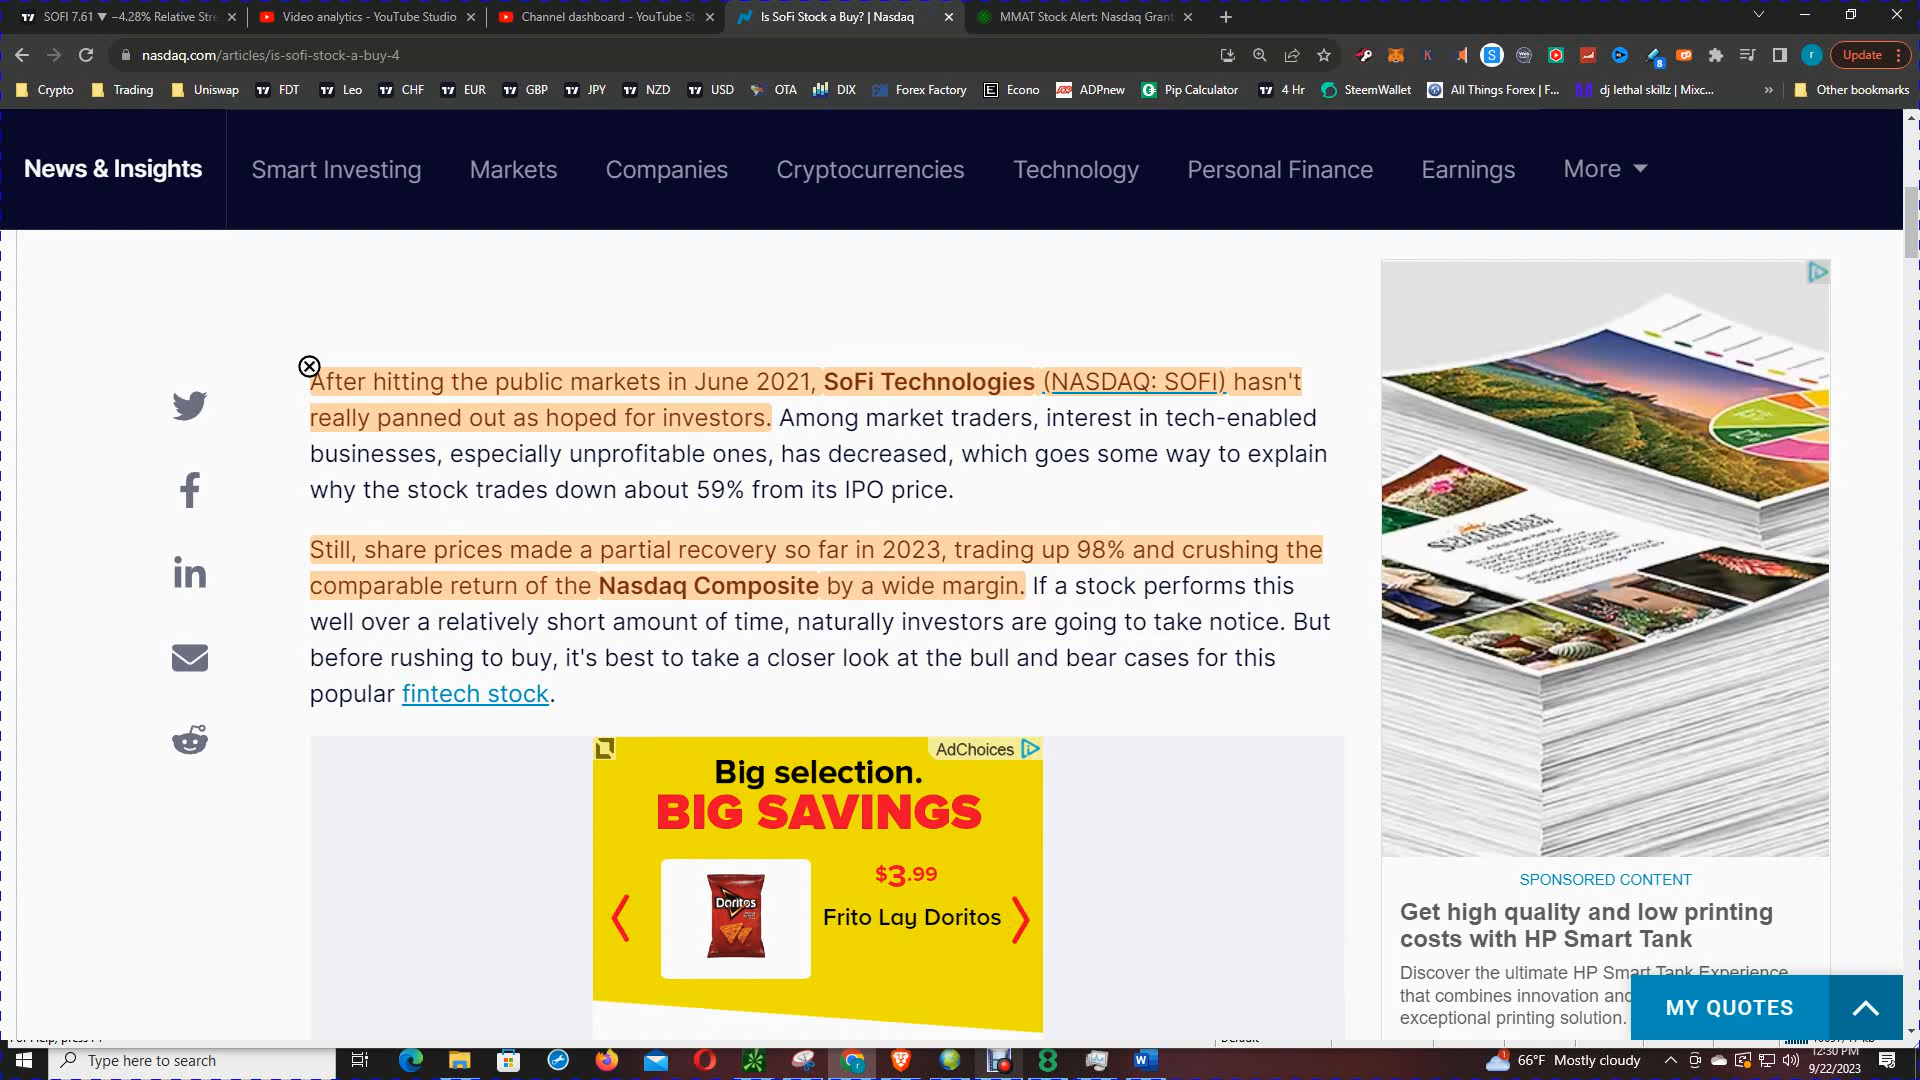 SOFI 7.61 ▼ −4.28% Relative Stre
Video analytics - YouTube Studio
Channel dashboard - YouTube St
Is SoFi Stock a Buy? | Nasdaq
MMAT Stock Alert: Nasdaq Grant
nasdaq.com/articles/is-sofi-stock-a-buy-4
Update
Crypto
Trading
Uniswap
FDT
Leo
CHF
EUR
GBP
JPY
NZD
USD
OTA
DIX
Forex Factory
Econo
ADPnew
Pip Calculator
4 Hr
SteemWallet
All Things Forex | F...
dj lethal skillz | Mixc...
»
Other bookmarks
News & Insights
Smart Investing
Markets
Companies
Cryptocurrencies
Technology
Personal Finance
Earnings
More
After hitting the public markets in June 2021, SoFi Technologies (NASDAQ: SOFI) hasn't
really panned out as hoped for investors. Among market traders, interest in tech-enabled
businesses, especially unprofitable ones, has decreased, which goes some way to explain
why the stock trades down about 59% from its IPO price.
Still, share prices made a partial recovery so far in 2023, trading up 98% and crushing the
comparable return of the Nasdaq Composite by a wide margin. If a stock performs this
well over a relatively short amount of time, naturally investors are going to take notice. But
before rushing to buy, it's best to take a closer look at the bull and bear cases for this
popular fintech stock.
AdChoices
Big selection.
BIG SAVINGS
$3.99
Doritos
Frito Lay Doritos
SPONSORED CONTENT
Get high quality and low printing
costs with HP Smart Tank
Discover the ultimate HP Smart Tank Experience
that combines innovation and
exceptional printing solution.
MY QUOTES
Type here to search
66°F Mostly cloudy
12:30 PM
9/22/2023